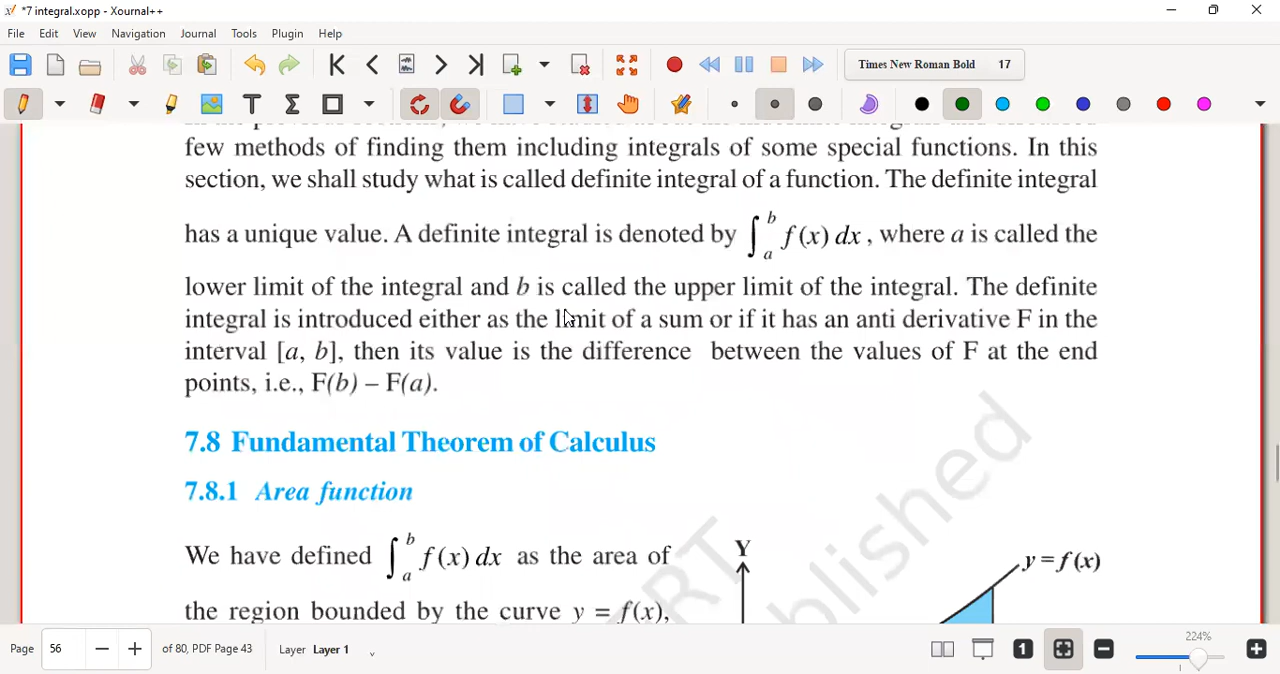 *7 integral.xopp - Xournal++
File Edit View Navigation Journal Tools Plugin Help
Times New Roman Bold 17
few methods of finding them including integrals of some special functions. In this
section, we shall study what is called definite integral of a function. The definite integral
has a unique value. A definite integral is denoted by ∫_a^b f(x) dx, where a is called the
lower limit of the integral and b is called the upper limit of the integral. The definite
integral is introduced either as the limit of a sum or if it has an anti derivative F in the
interval [a, b], then its value is the difference between the values of F at the end
points, i.e., F(b) – F(a).
7.8 Fundamental Theorem of Calculus
7.8.1 Area function
We have defined ∫_a^b f(x) dx as the area of
the region bounded by the curve y = f(x),
Y
y = f(x)
blished
Page 56 of 80, PDF Page 43 Layer Layer 1
1
224%